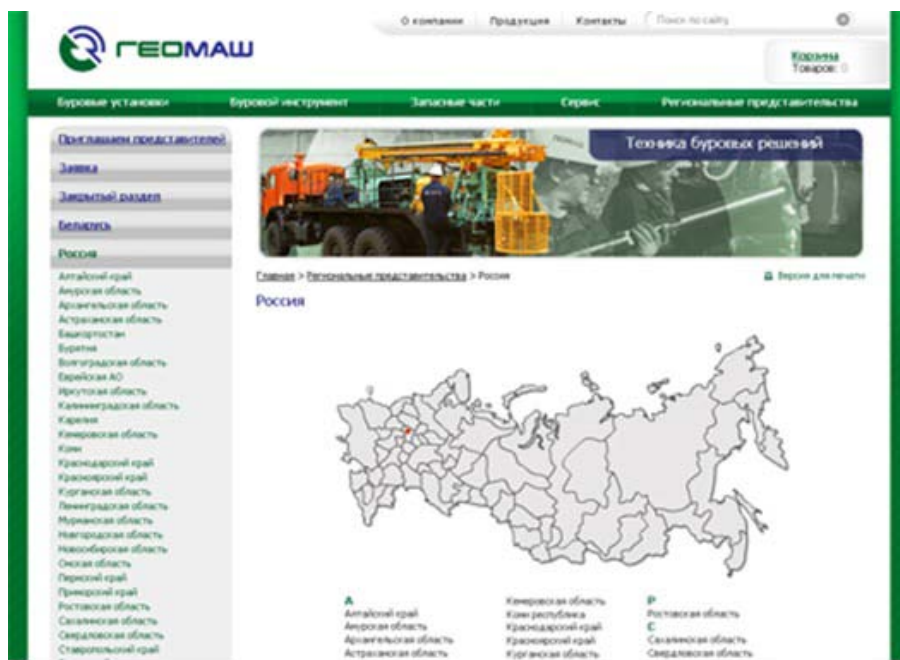 О компании
Продукция
Контакты
Поиск по сайту
ГЕОМАШ
Корзина
Товаров: 0
Буровые установки
Буровой инструмент
Запасные части
Сервис
Региональные представительства
Приглашаем представителей
Заявка
Закрытый раздел
Беларусь
Россия
Алтайский край
Амурская область
Архангельская область
Астраханская область
Башкортостан
Бурятия
Волгоградская область
Еврейская АО
Иркутская область
Калининградская область
Карелия
Кемеровская область
Коми
Краснодарский край
Красноярский край
Курганская область
Ленинградская область
Мурманская область
Новгородская область
Новосибирская область
Омская область
Пермский край
Приморский край
Ростовская область
Сахалинская область
Свердловская область
Ставропольский край
Техника буровых решений
Главная > Региональные представительства > Россия
Версия для печати
Россия
А
Алтайский край
Амурская область
Архангельская область
Астраханская область
Кемеровская область
Коми республика
Краснодарский край
Красноярский край
Курганская область
Р
Ростовская область
С
Сахалинская область
Свердловская область